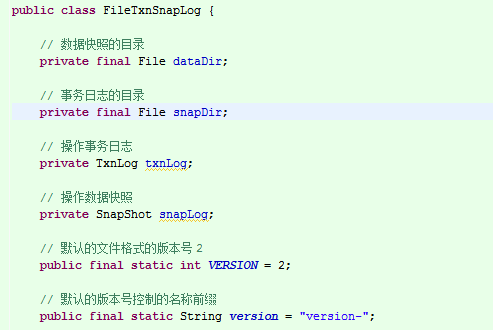 public class FileTxnSnapLog {
// 数据快照的目录
private final File dataDir;
// 事务日志的目录
private final File snapDir;
// 操作事务日志
private TxnLog txnLog;
// 操作数据快照
private SnapShot snapLog;
// 默认的文件格式的版本号 2
public final static int VERSION = 2;
// 默认的版本号控制的名称前缀
public final static String version = "version-";